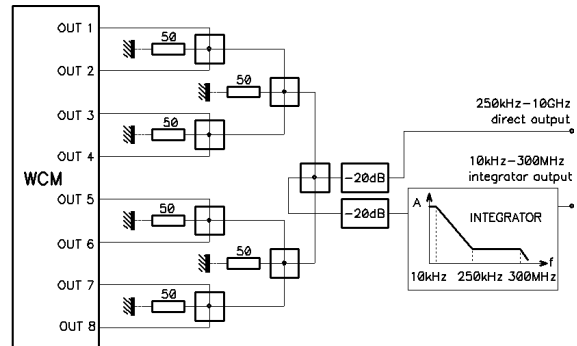 OUT 1
50
OUT 2
50
OUT 3
50
250kHz–10GHz
direct output
OUT 4
10kHz–300MHz
integrator output
WCM
-20dB
OUT 5
-20dB
A
INTEGRATOR
50
OUT 6
50
f
10kHz 250kHz 300MHz
OUT 7
50
OUT 8